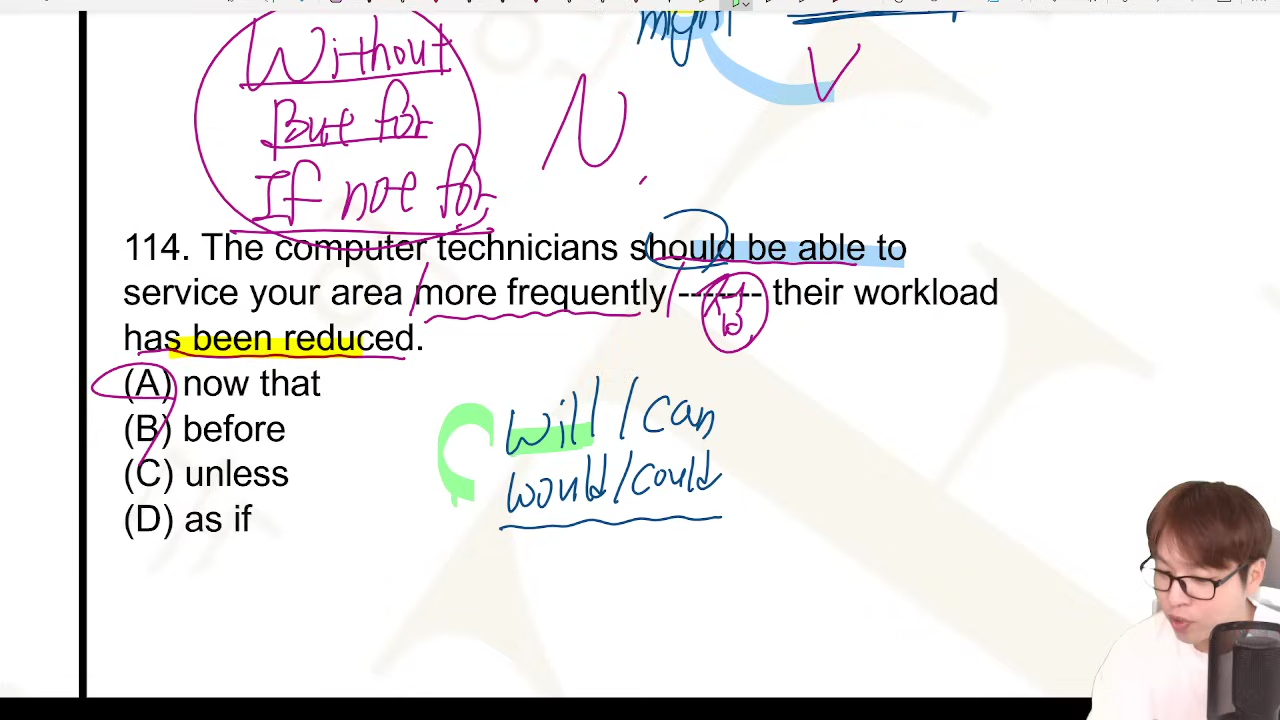 Without
But for
If not for
N
V
114. The computer technicians should be able to
service your area more frequently ------- their workload
has been reduced.
(A) now that
(B) before
(C) unless
(D) as if
will / can
would / could